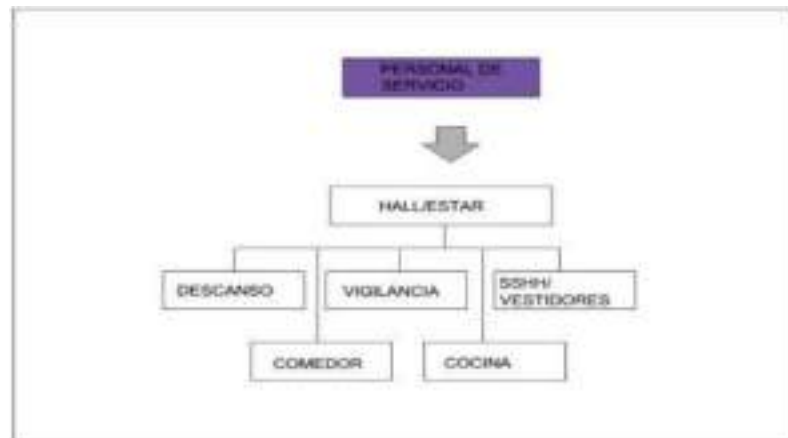 PERSONAL DE
SERVICIO
HALL/ESTAR
DESCANSO
VIGILANCIA
SSHH/
VESTIDORES
COMEDOR
COCINA